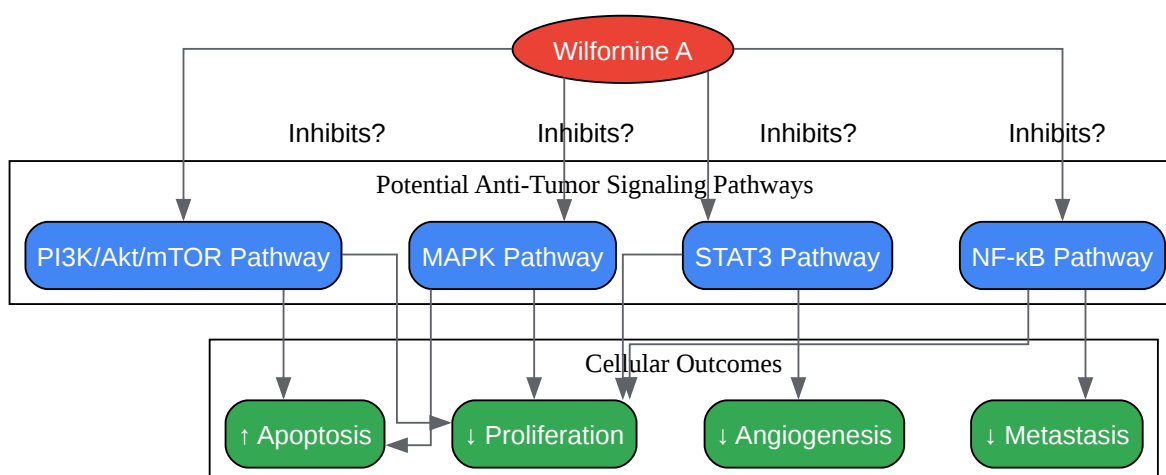 Wilfornine A
Inhibits?
Inhibits?
Inhibits?
Inhibits?
Potential Anti-Tumor Signaling Pathways
PI3K/Akt/mTOR Pathway
MAPK Pathway
STAT3 Pathway
NF-κB Pathway
Cellular Outcomes
↑ Apoptosis
↓ Proliferation
↓ Angiogenesis
↓ Metastasis